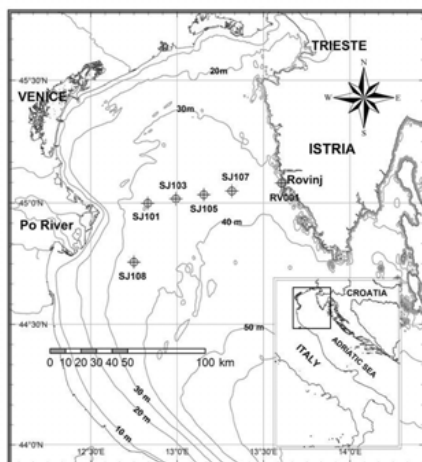 TRIESTE
45°30'N
20m
VENICE
30m
N
W E
S
ISTRIA
SJ107
SJ103
Rovinj
SJ101
SJ105
RV001
45°0'N
Po River
40 m
SJ108
CROATIA
44°30'N
50 m
ITALY
ADRIATIC SEA
0 10 20 30 40 50 100 km
30 m
20 m
10 m
44°0'N
12°30'E 13°0'E 13°30'E 14°0'E